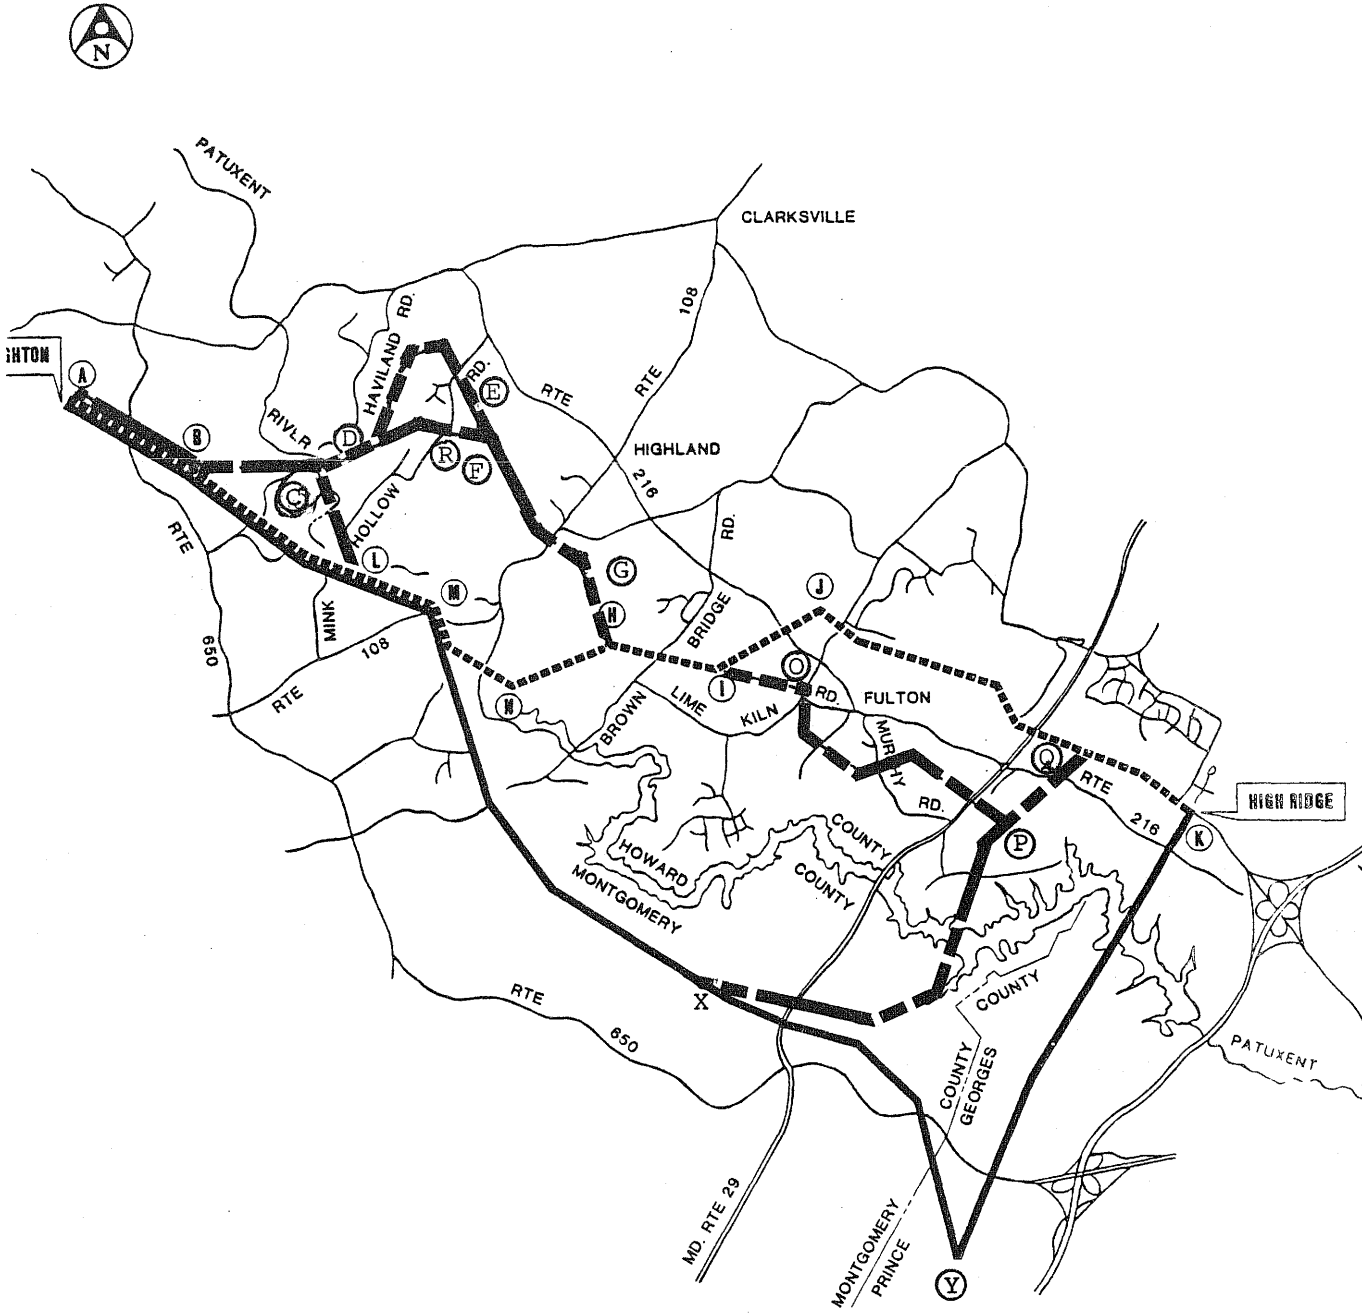 N
PATUXENT
CLARKSVILLE
108
RTE
HAVILAND
RD.
GHTON
A
RD.
E
RTE
B
RIVER
D
R
F
HIGHLAND
216
C
HOLLOW
RTE
L
M
G
RD.
MINK
H
BRIDGE
J
650
108
RTE
N
I
O
RD.
FULTON
LIME
KILN
BROWN
MURPHY
RD.
Q
RTE
216
HIGH RIDGE
K
P
COUNTY
COUNTY
HOWARD
MONTGOMERY
X
RTE
650
COUNTY
COUNTY
GEORGES
PATUXENT
MD. RTE 29
MONTGOMERY
PRINCE
Y